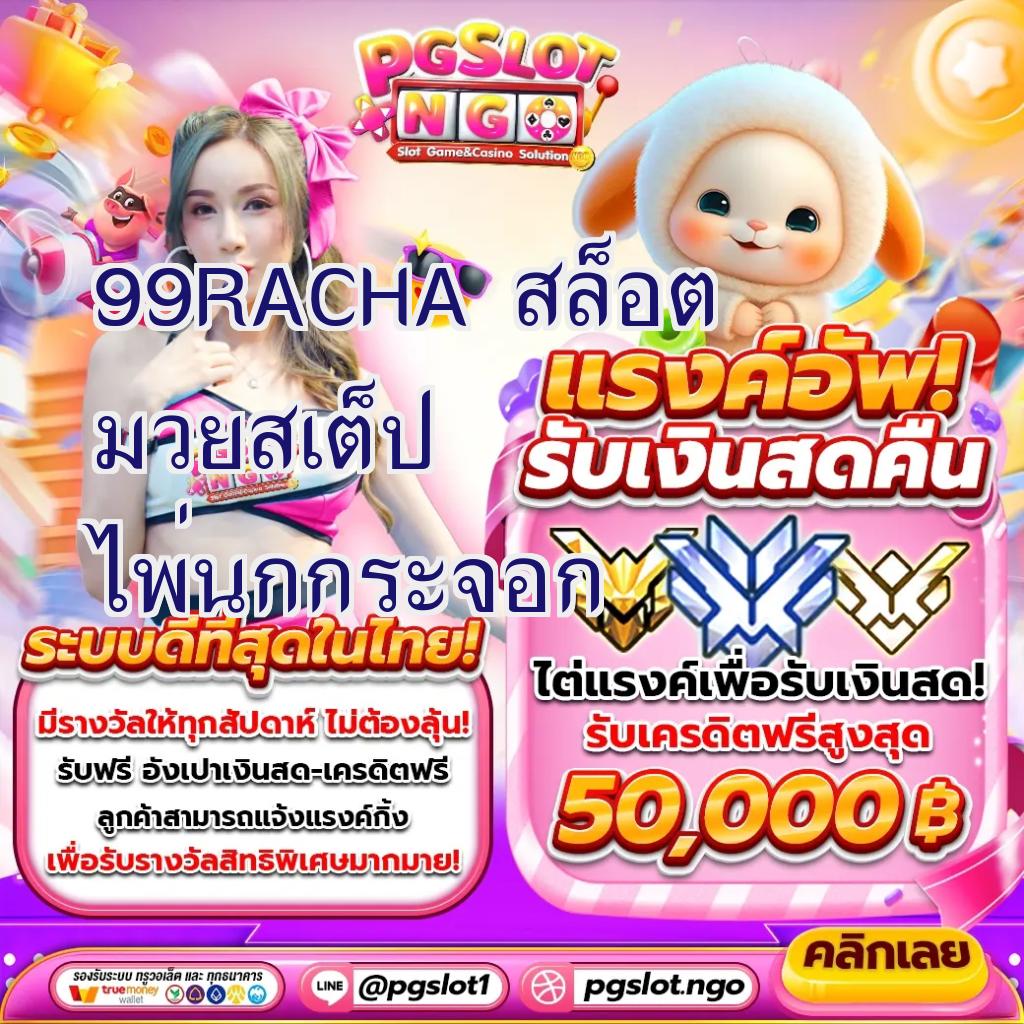 PGSLOT
NGO
Slot Game&Casino Solution
99RACHA สล็อต
มวยสเต็ป
ไพ่นกกระจอก
แรงค์อัพ!
รับเงินสดคืน
ระบบดีที่สุดในไทย!
มีรางวัลให้ทุกสัปดาห์ ไม่ต้องลุ้น!
รับฟรี อังเปาเงินสด-เครดิตฟรี
ลูกค้าสามารถแจ้งแรงค์กิ้ง
เพื่อรับรางวัลสิทธิพิเศษมากมาย!
ไต่แรงค์เพื่อรับเงินสด!
รับเครดิตฟรีสูงสุด
50,000 ฿
คลิกเลย
รองรับระบบ ทรูวอเล็ต และ ทุกธนาคาร
truemoney
wallet
LINE @pgslot1
pgslot.ngo